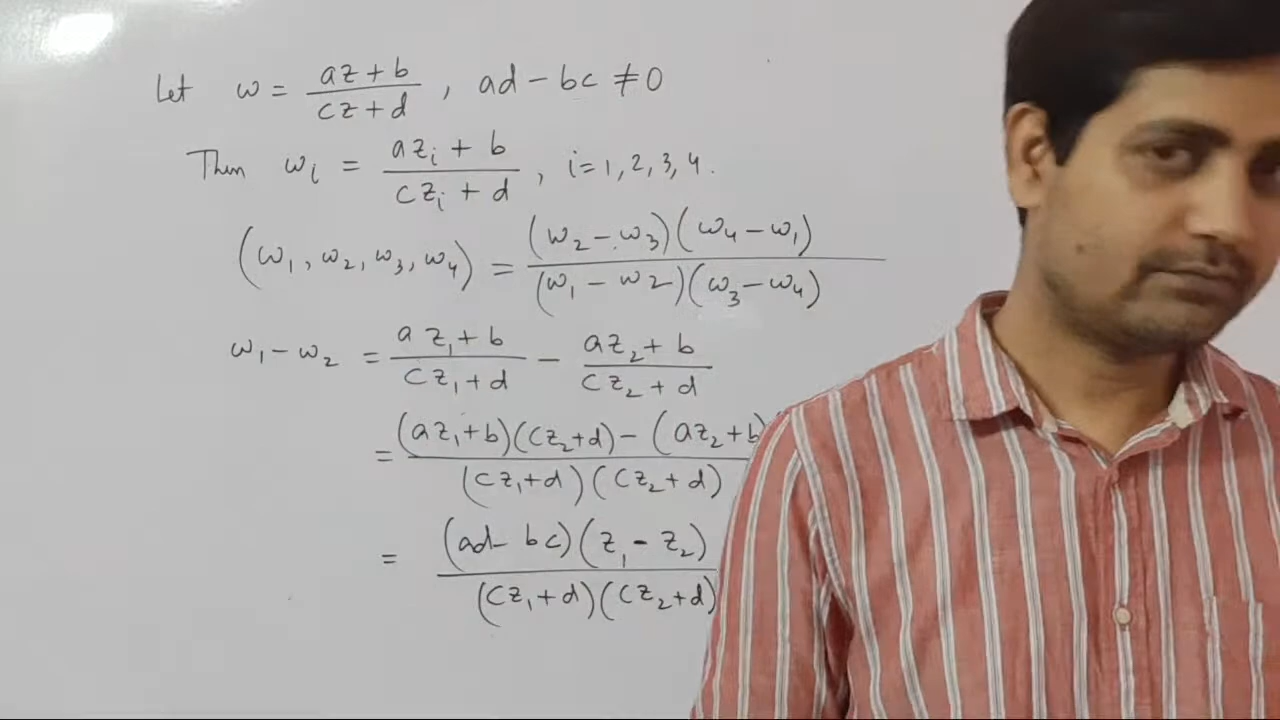 Let w = (az + b)/(cz + d), ad - bc ≠ 0
Then wᵢ = (azᵢ + b)/(czᵢ + d), i = 1, 2, 3, 4.
(w₁, w₂, w₃, w₄) = (w₂ - w₃)(w₄ - w₁)/(w₁ - w₂)(w₃ - w₄)
w₁ - w₂ = (az₁ + b)/(cz₁ + d) - (az₂ + b)/(cz₂ + d)
= (az₁ + b)(cz₂ + d) - (az₂ + b)/(cz₁ + d)(cz₂ + d)
= (ad - bc)(z₁ - z₂)/(cz₁ + d)(cz₂ + d)